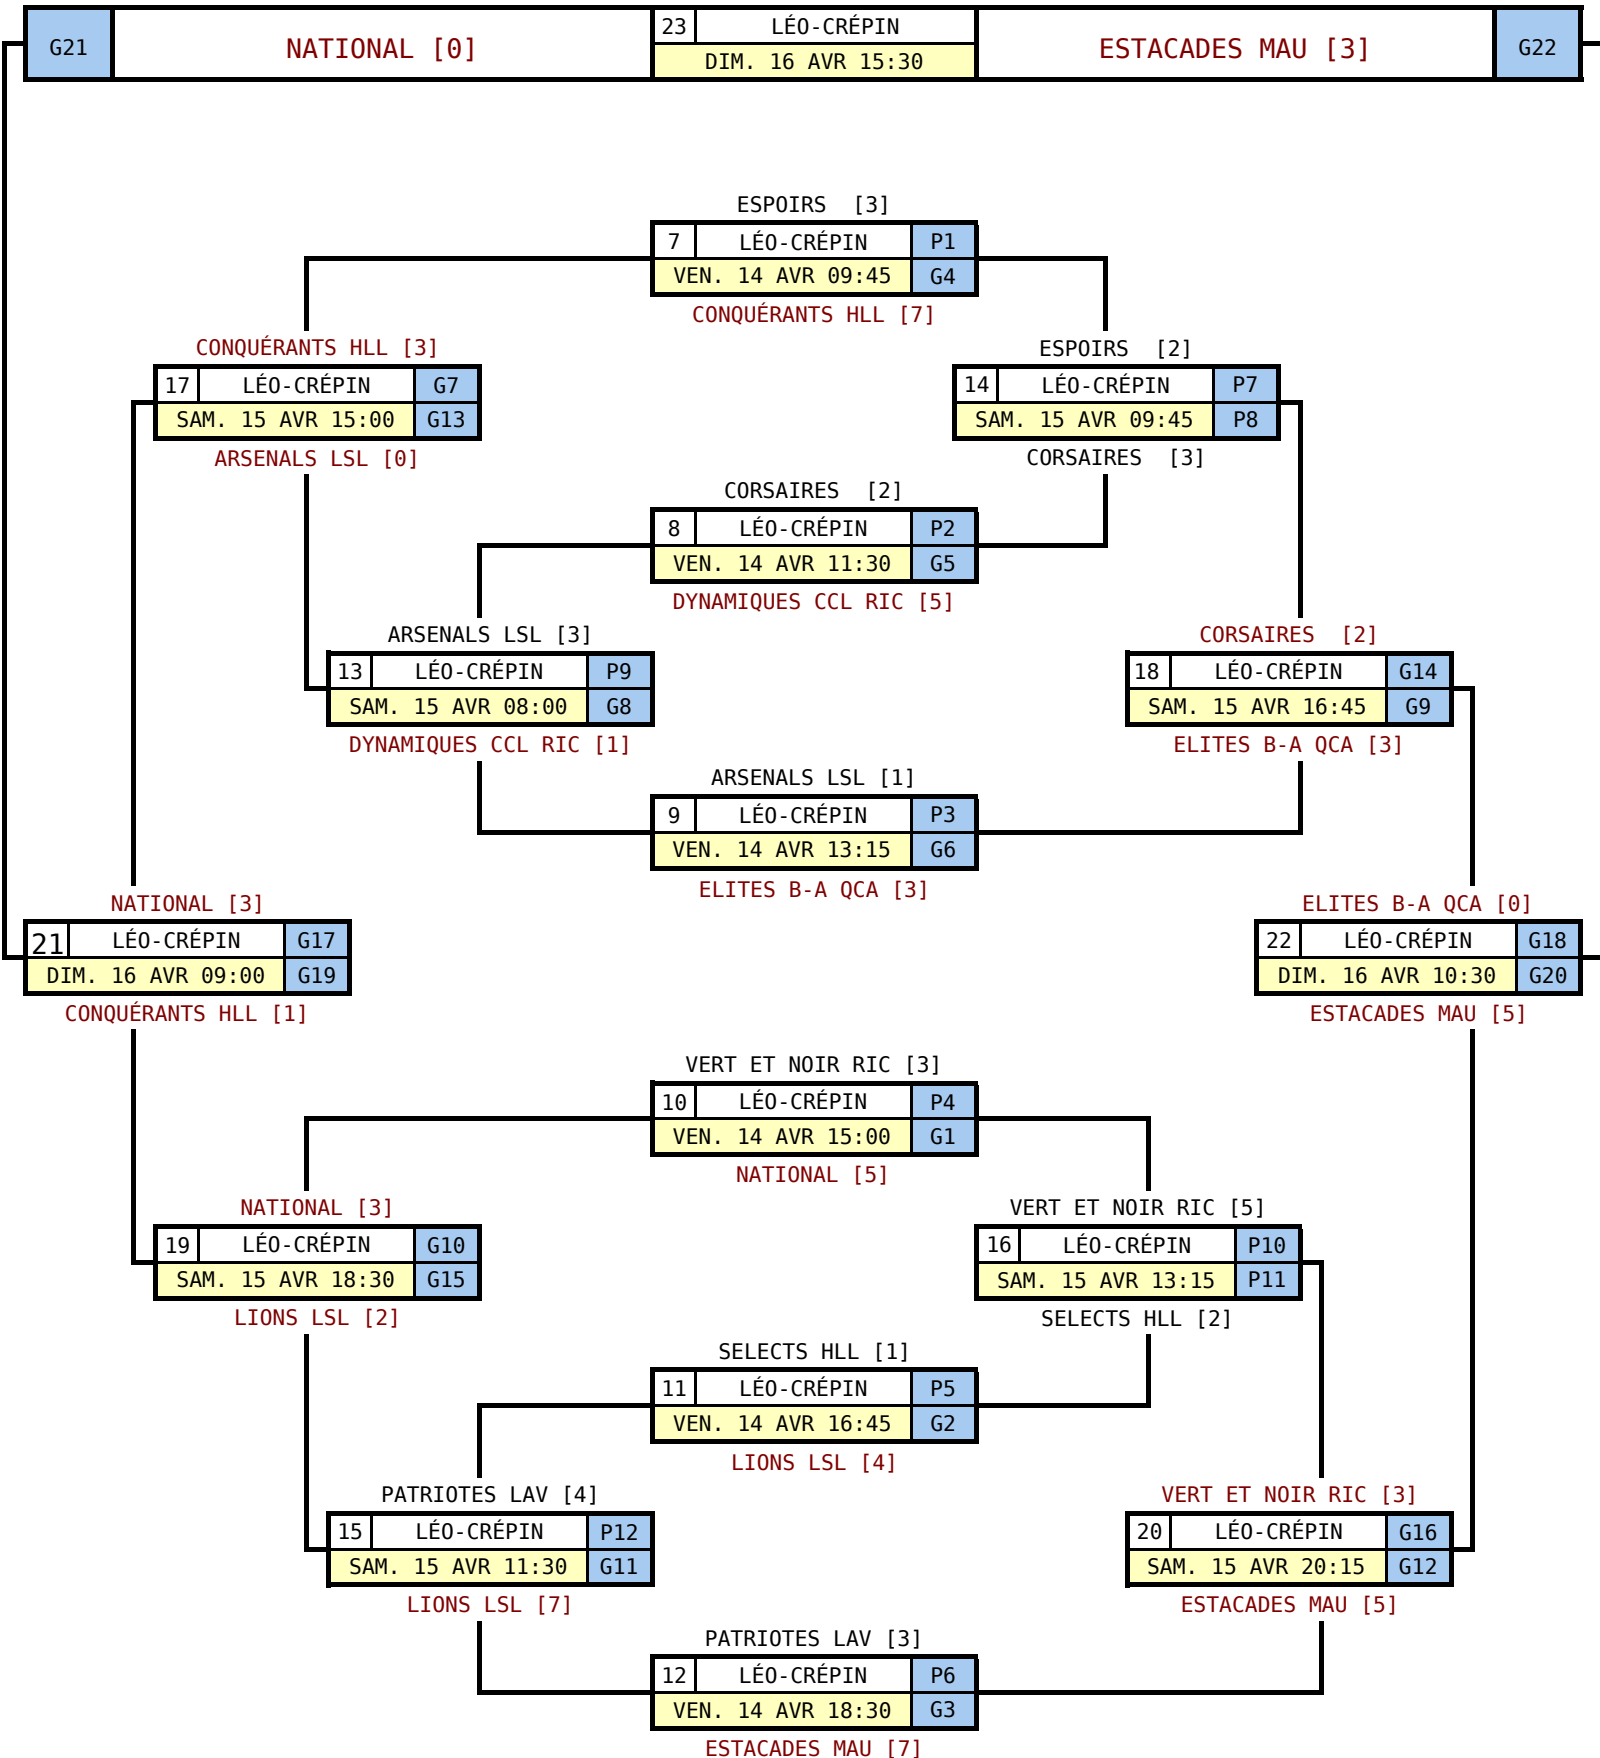 G21 NATIONAL [0] 23 LÉO-CRÉPIN ESTACADES MAU [3] G22
DIM. 16 AVR 15:30
ESPOIRS [3]
7 LÉO-CRÉPIN P1
VEN. 14 AVR 09:45 G4
CONQUÉRANTS HLL [7]
CONQUÉRANTS HLL [3]
17 LÉO-CRÉPIN G7
SAM. 15 AVR 15:00 G13
ARSENALS LSL [0]
ESPOIRS [2]
14 LÉO-CRÉPIN P7
SAM. 15 AVR 09:45 P8
CORSAIRES [3]
CORSAIRES [2]
8 LÉO-CRÉPIN P2
VEN. 14 AVR 11:30 G5
DYNAMIQUES CCL RIC [5]
ARSENALS LSL [3]
13 LÉO-CRÉPIN P9
SAM. 15 AVR 08:00 G8
DYNAMIQUES CCL RIC [1]
CORSAIRES [2]
18 LÉO-CRÉPIN G14
SAM. 15 AVR 16:45 G9
ELITES B-A QCA [3]
ARSENALS LSL [1]
9 LÉO-CRÉPIN P3
VEN. 14 AVR 13:15 G6
ELITES B-A QCA [3]
NATIONAL [3]
21 LÉO-CRÉPIN G17
DIM. 16 AVR 09:00 G19
CONQUÉRANTS HLL [1]
ELITES B-A QCA [0]
22 LÉO-CRÉPIN G18
DIM. 16 AVR 10:30 G20
ESTACADES MAU [5]
VERT ET NOIR RIC [3]
10 LÉO-CRÉPIN P4
VEN. 14 AVR 15:00 G1
NATIONAL [5]
NATIONAL [3]
19 LÉO-CRÉPIN G10
SAM. 15 AVR 18:30 G15
LIONS LSL [2]
VERT ET NOIR RIC [5]
16 LÉO-CRÉPIN P10
SAM. 15 AVR 13:15 P11
SELECTS HLL [2]
SELECTS HLL [1]
11 LÉO-CRÉPIN P5
VEN. 14 AVR 16:45 G2
LIONS LSL [4]
PATRIOTES LAV [4]
15 LÉO-CRÉPIN P12
SAM. 15 AVR 11:30 G11
LIONS LSL [7]
VERT ET NOIR RIC [3]
20 LÉO-CRÉPIN G16
SAM. 15 AVR 20:15 G12
ESTACADES MAU [5]
PATRIOTES LAV [3]
12 LÉO-CRÉPIN P6
VEN. 14 AVR 18:30 G3
ESTACADES MAU [7]